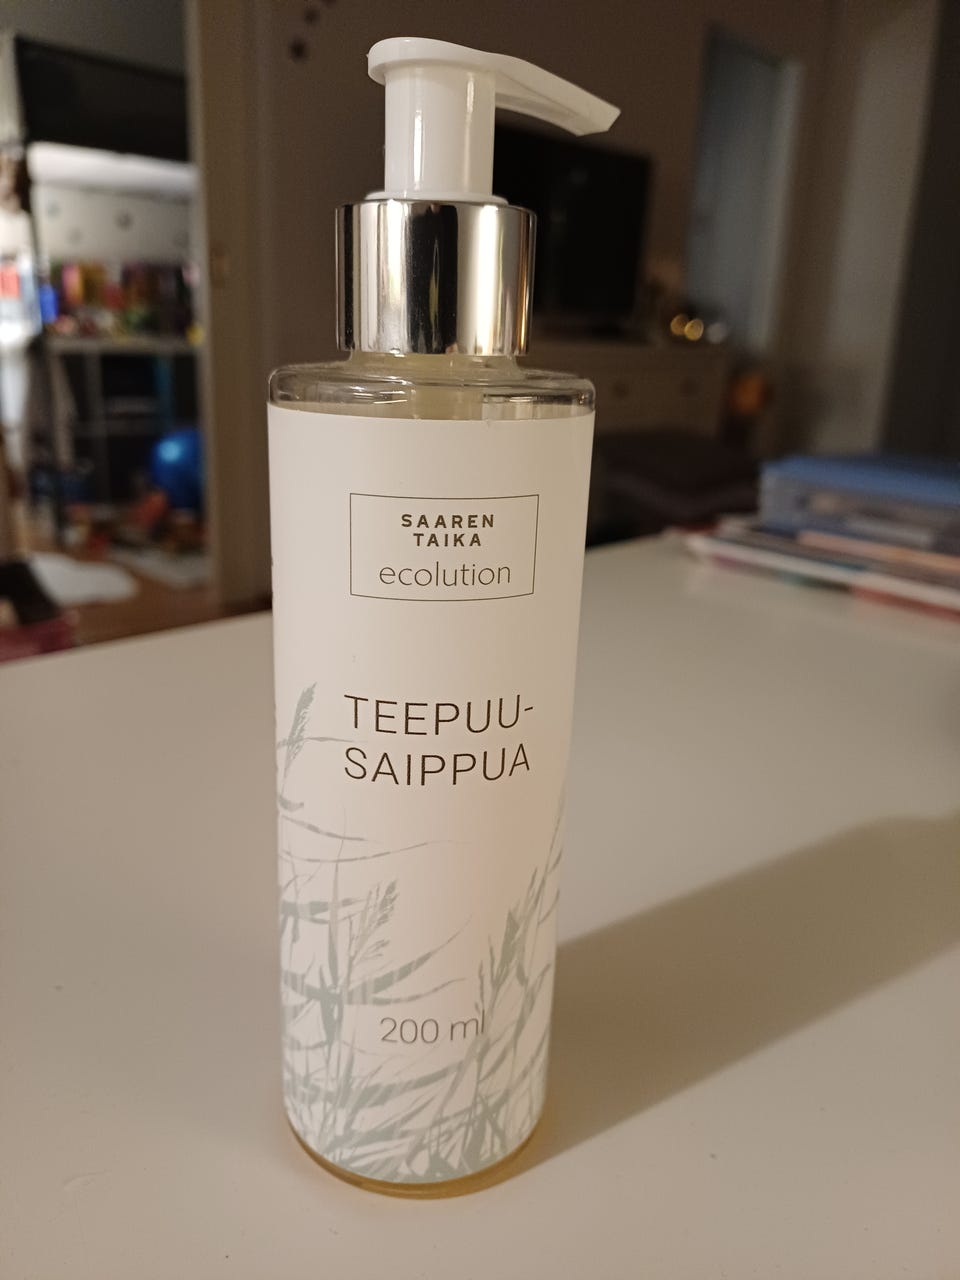 SAAREN
TAIKA
ecolution
TEEPUU-
SAIPPUA
200 ml